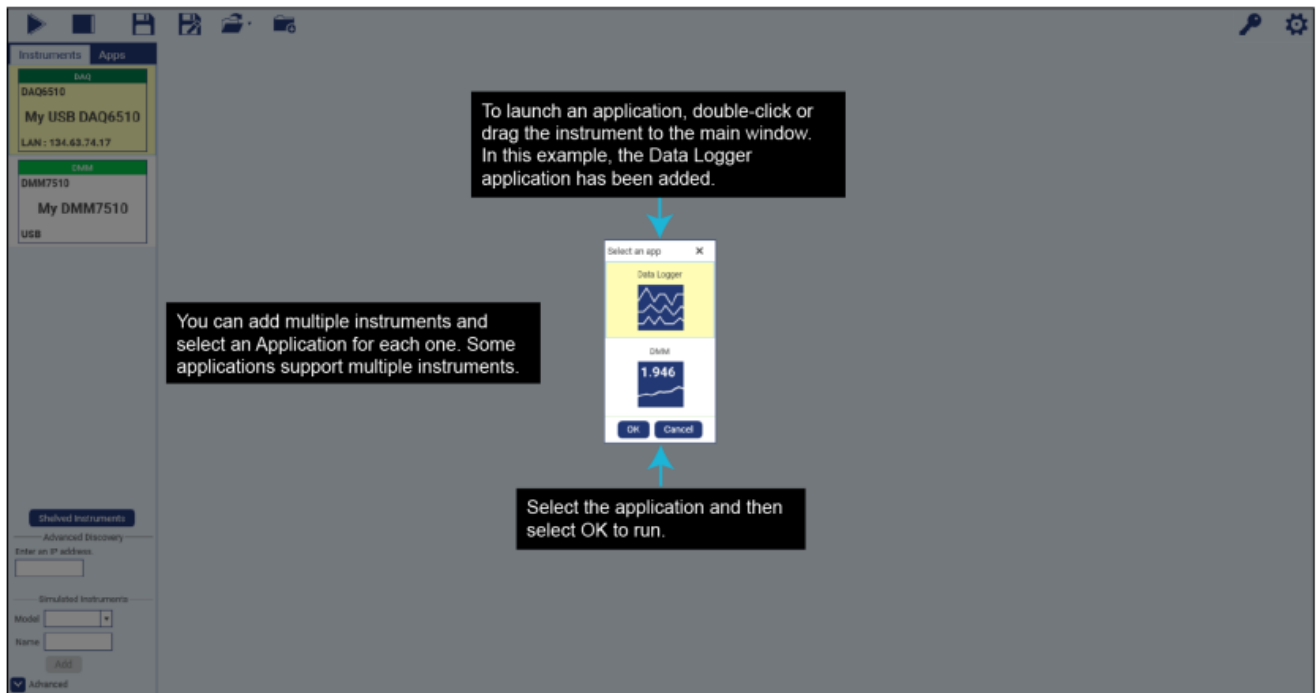 Instruments Apps
DAQ
DAQ6510
My USB DAQ6510
LAN : 134.63.74.17
DMM
DMM7510
My DMM7510
USB
To launch an application, double-click or
drag the instrument to the main window.
In this example, the Data Logger
application has been added.
Select an app
Data Logger
You can add multiple instruments and
select an Application for each one. Some
applications support multiple instruments.
DMM
1.946
OK Cancel
Select the application and then
select OK to run.
Shelved Instruments
Advanced Discovery
Enter an IP address
Simulated Instruments
Model
Name
Add
Advanced